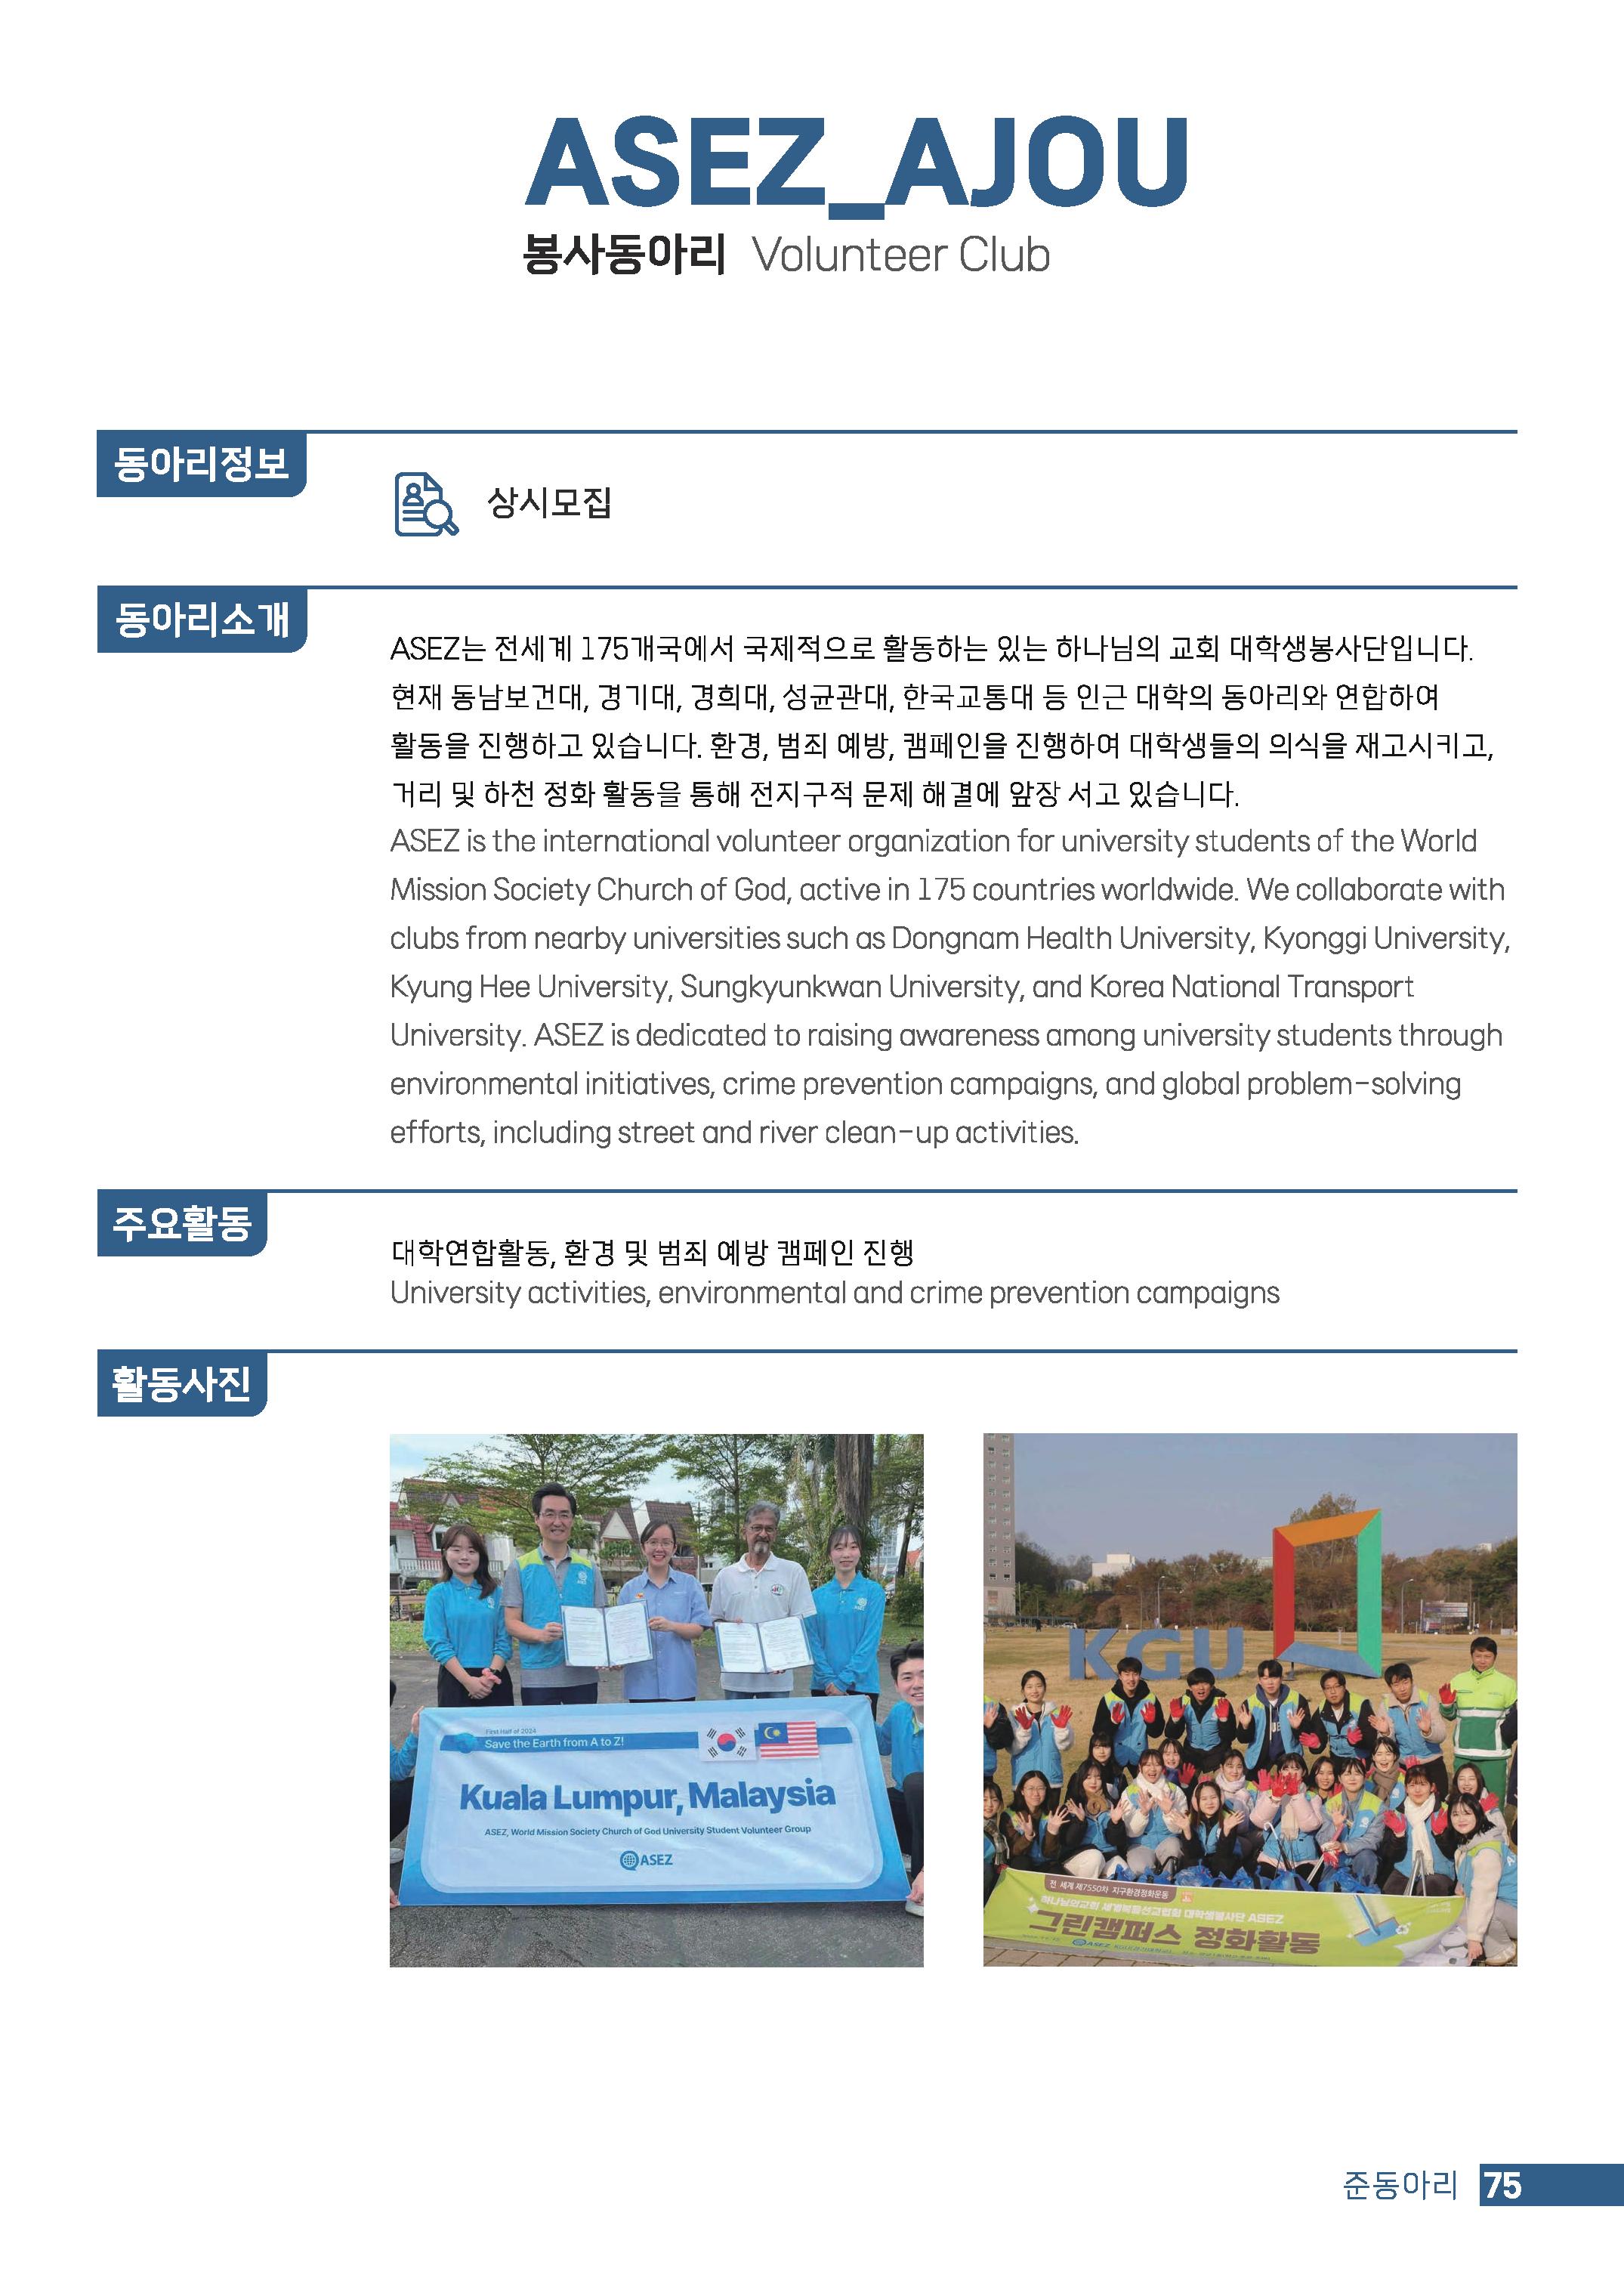 ASEZ_AJOU
봉사동아리 Volunteer Club
동아리정보
상시모집
동아리소개
ASEZ는 전세계 175개국에서 국제적으로 활동하는 있는 하나님의 교회 대학생봉사단입니다.
현재 동남보건대, 경기대, 경희대, 성균관대, 한국교통대 등 인근 대학의 동아리와 연합하여
활동을 진행하고 있습니다. 환경, 범죄 예방, 캠페인을 진행하여 대학생들의 의식을 재고시키고,
거리 및 하천 정화 활동을 통해 전지구적 문제 해결에 앞장 서고 있습니다.
ASEZ is the international volunteer organization for university students of the World
Mission Society Church of God, active in 175 countries worldwide. We collaborate with
clubs from nearby universities such as Dongnam Health University, Kyonggi University,
Kyung Hee University, Sungkyunkwan University, and Korea National Transport
University. ASEZ is dedicated to raising awareness among university students through
environmental initiatives, crime prevention campaigns, and global problem-solving
efforts, including street and river clean-up activities.
주요활동
대학연합활동, 환경 및 범죄 예방 캠페인 진행
University activities, environmental and crime prevention campaigns
활동사진
First Half of 2024
Save the Earth from A to Z!
Kuala Lumpur, Malaysia
ASEZ, World Mission Society Church of God University Student Volunteer Group
ASEZ
KGU
전 세계 제7550차 지구환경정화운동
하나님의교회 세계복음선교협회 대학생봉사단 ASEZ
그린캠퍼스 정화활동
ASEZ
준동아리 75